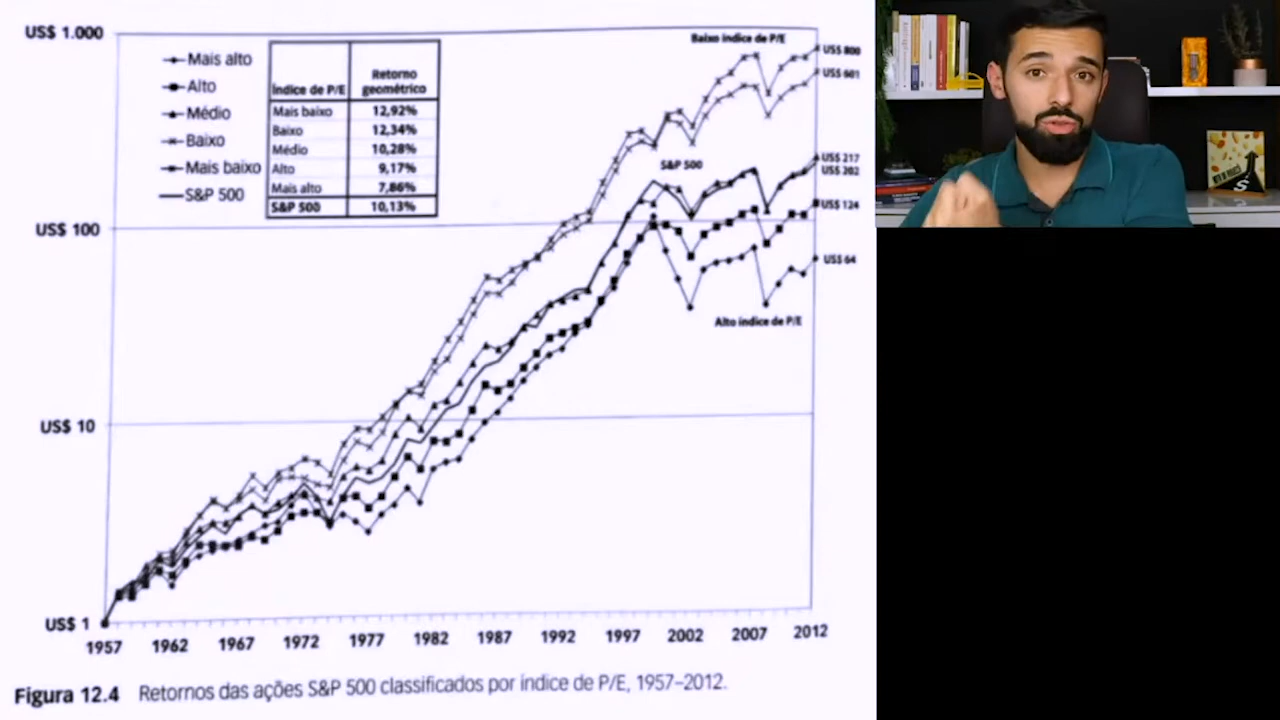 US$ 1.000
Baixo índice de P/E
US$ 800
Mais alto
Alto
Médio
Baixo
Mais baixo
S&P 500
Índice de P/E Retorno geométrico
Mais baixo 12,92%
Baixo 12,34%
Médio 10,28%
Alto 9,17%
Mais alto 7,86%
S&P 500 10,13%
US$ 601
S&P 500
US$ 217
US$ 202
US$ 124
US$ 100
US$ 64
Alto índice de P/E
US$ 10
US$ 1
1957 1962 1967 1972 1977 1982 1987 1992 1997 2002 2007 2012
Figura 12.4 Retornos das ações S&P 500 classificados por índice de P/E, 1957–2012.